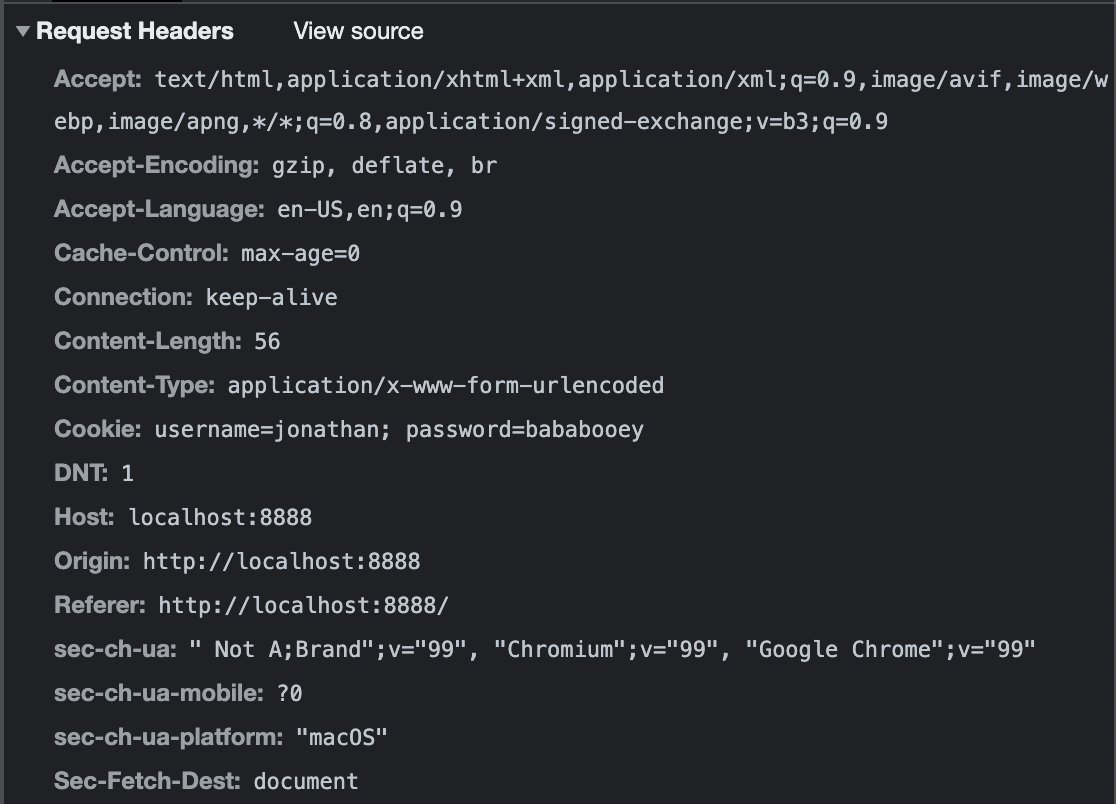 Request Headers View source
Accept: text/html,application/xhtml+xml,application/xml;q=0.9,image/avif,image/w
ebp,image/apng,*/*;q=0.8,application/signed-exchange;v=b3;q=0.9
Accept-Encoding: gzip, deflate, br
Accept-Language: en-US,en;q=0.9
Cache-Control: max-age=0
Connection: keep-alive
Content-Length: 56
Content-Type: application/x-www-form-urlencoded
Cookie: username=jonathan; password=bababooey
DNT: 1
Host: localhost:8888
Origin: http://localhost:8888
Referer: http://localhost:8888/
sec-ch-ua: " Not A;Brand";v="99", "Chromium";v="99", "Google Chrome";v="99"
sec-ch-ua-mobile: ?0
sec-ch-ua-platform: "macOS"
Sec-Fetch-Dest: document